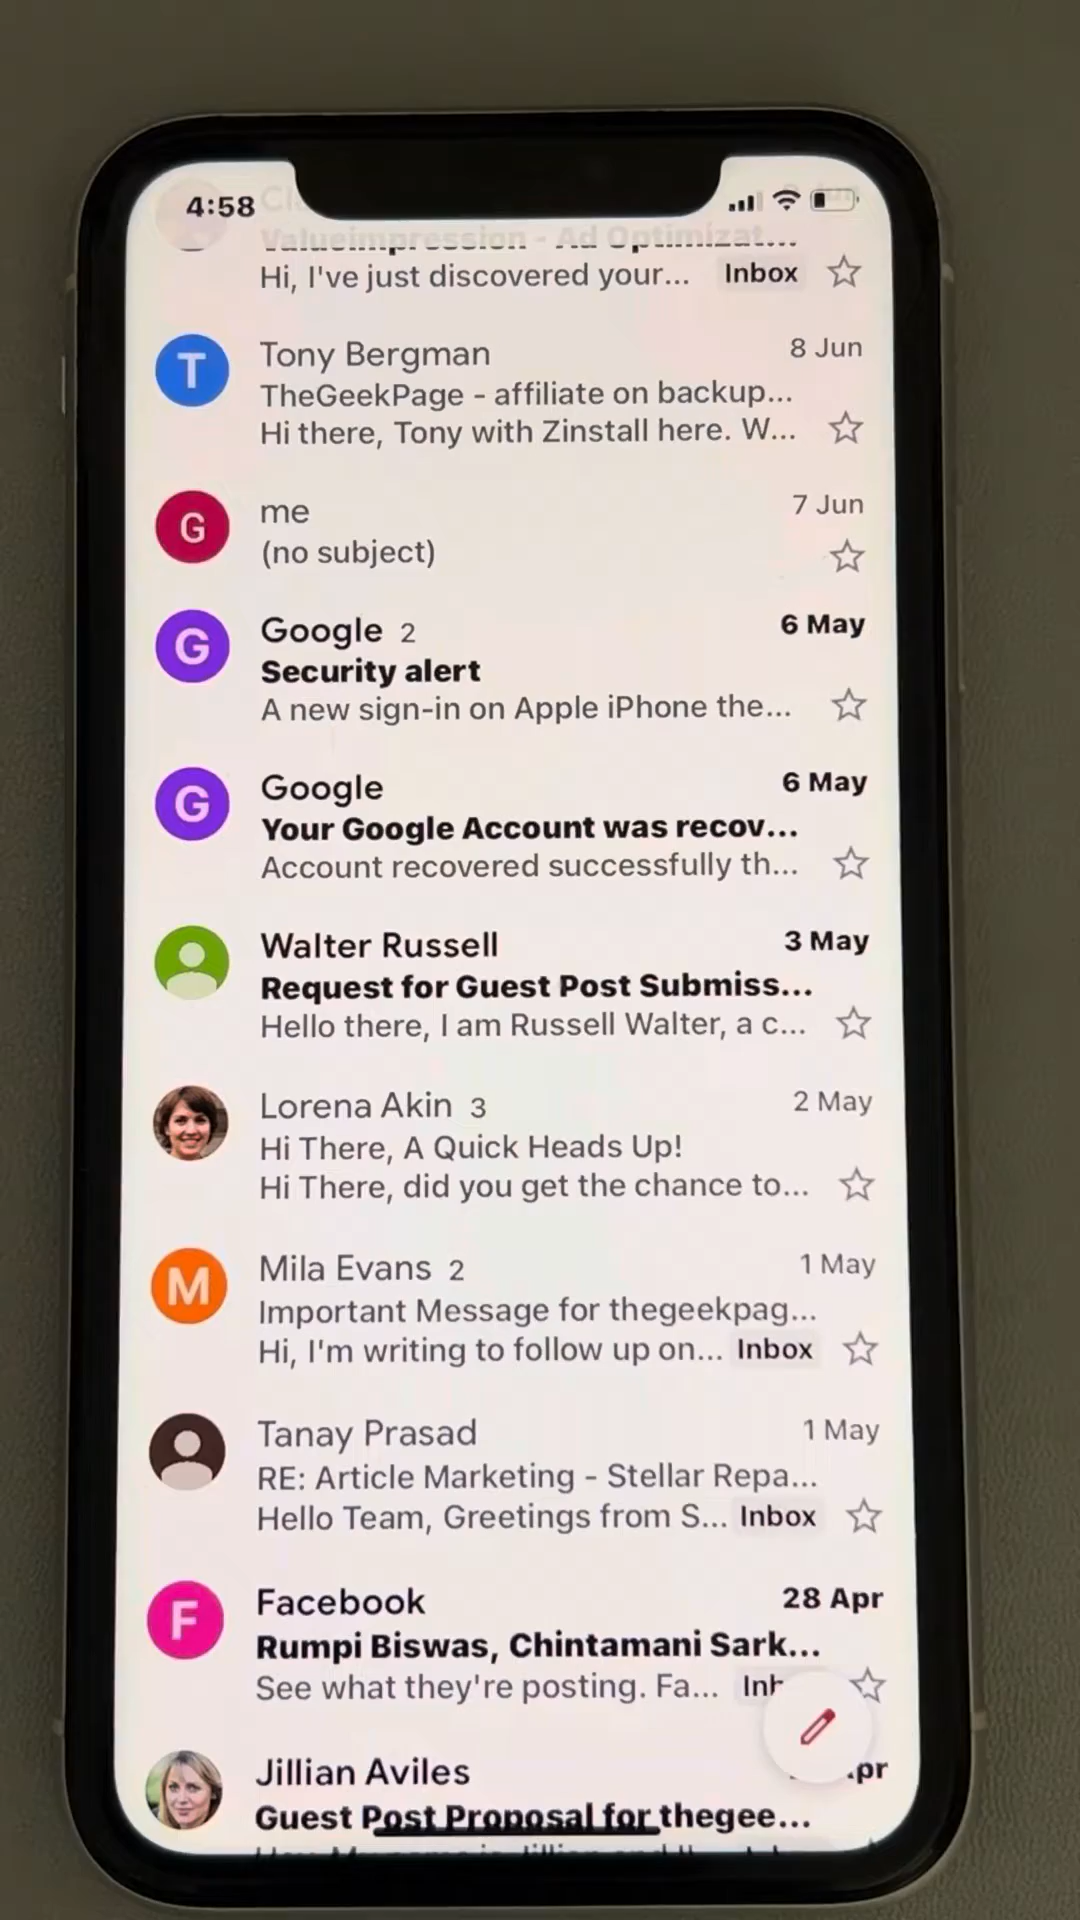 4:58
Valueimpression - Ad Optimizat...
Hi, I've just discovered your... Inbox
T
Tony Bergman 8 Jun
TheGeekPage - affiliate on backup...
Hi there, Tony with Zinstall here. W...
G
me 7 Jun
(no subject)
G
Google 2 6 May
Security alert
A new sign-in on Apple iPhone the...
G
Google 6 May
Your Google Account was recov...
Account recovered successfully th...
Walter Russell 3 May
Request for Guest Post Submiss...
Hello there, I am Russell Walter, a c...
Lorena Akin 3 2 May
Hi There, A Quick Heads Up!
Hi There, did you get the chance to...
M
Mila Evans 2 1 May
Important Message for thegeekpag...
Hi, I'm writing to follow up on... Inbox
Tanay Prasad 1 May
RE: Article Marketing - Stellar Repa...
Hello Team, Greetings from S... Inbox
F
Facebook 28 Apr
Rumpi Biswas, Chintamani Sark...
See what they're posting. Fa...
Jillian Aviles
Guest Post Proposal for thegee...